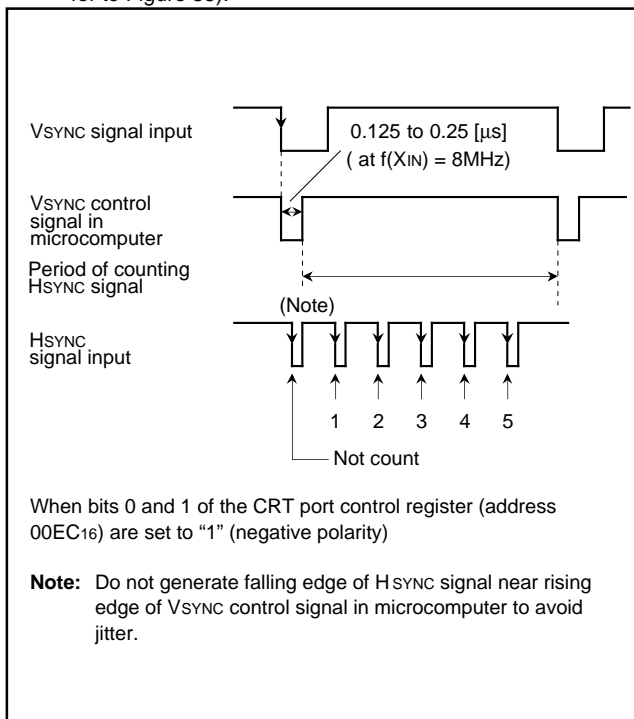 VSYNC signal input
0.125 to 0.25 [μs]
( at f(XIN) = 8MHz)
VSYNC control
signal in
microcomputer
Period of counting
HSYNC signal
(Note)
HSYNC
signal input
1 2 3 4 5
Not count
When bits 0 and 1 of the CRT port control register (address
00EC16) are set to “1” (negative polarity)
Note: Do not generate falling edge of HSYNC signal near rising
edge of VSYNC control signal in microcomputer to avoid
jitter.